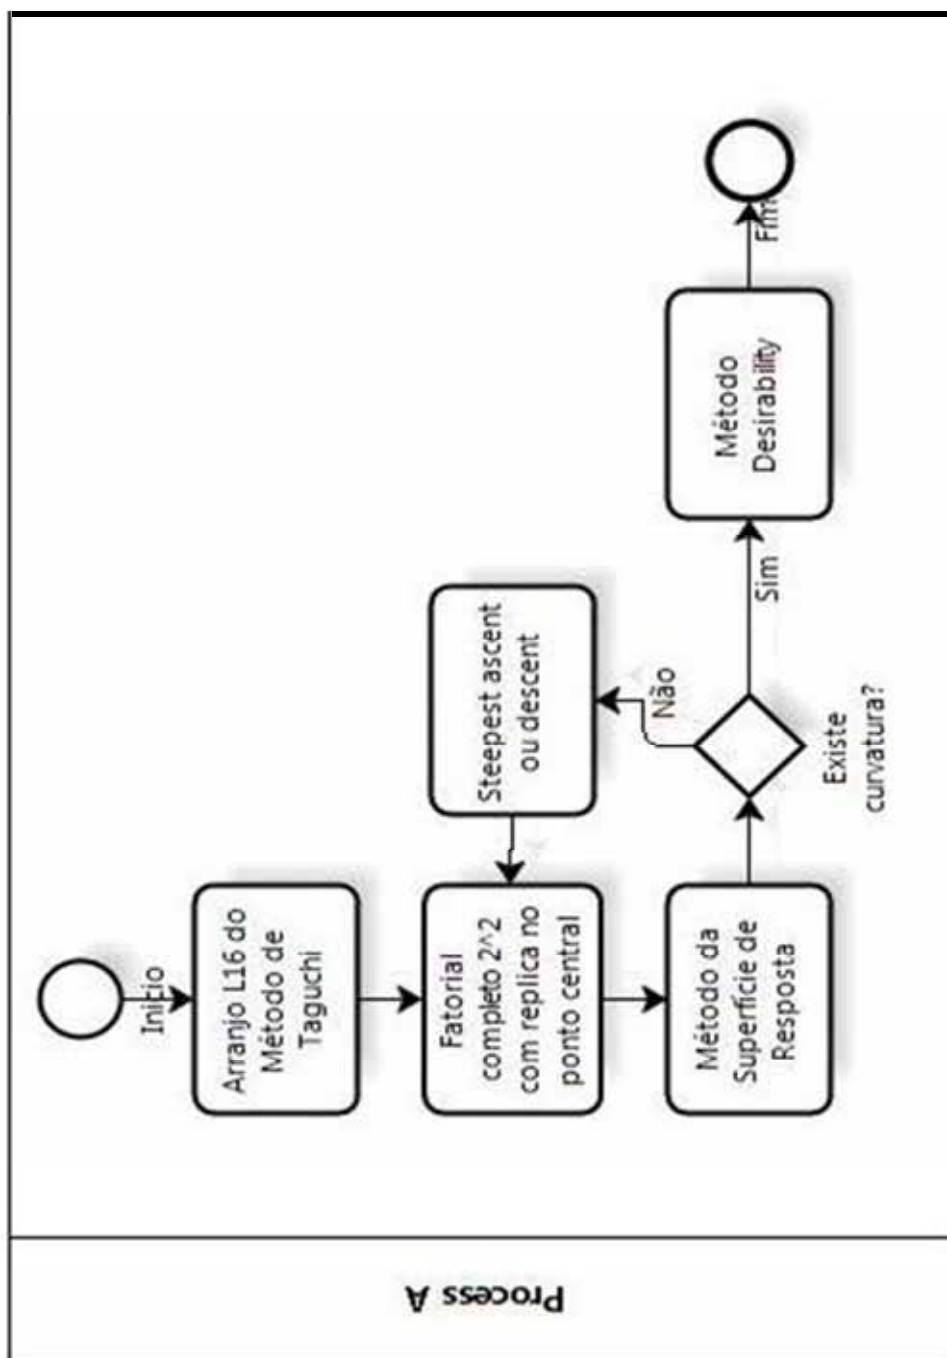 Process A
Início
Arranjo L16 do
Método de
Taguchi
Fatorial
completo 2^2
com replica no
ponto central
Steepest ascent
ou descent
Método da
Superfície de
Resposta
Existe
curvatura?
Não
Sim
Método
Desirability
Fim